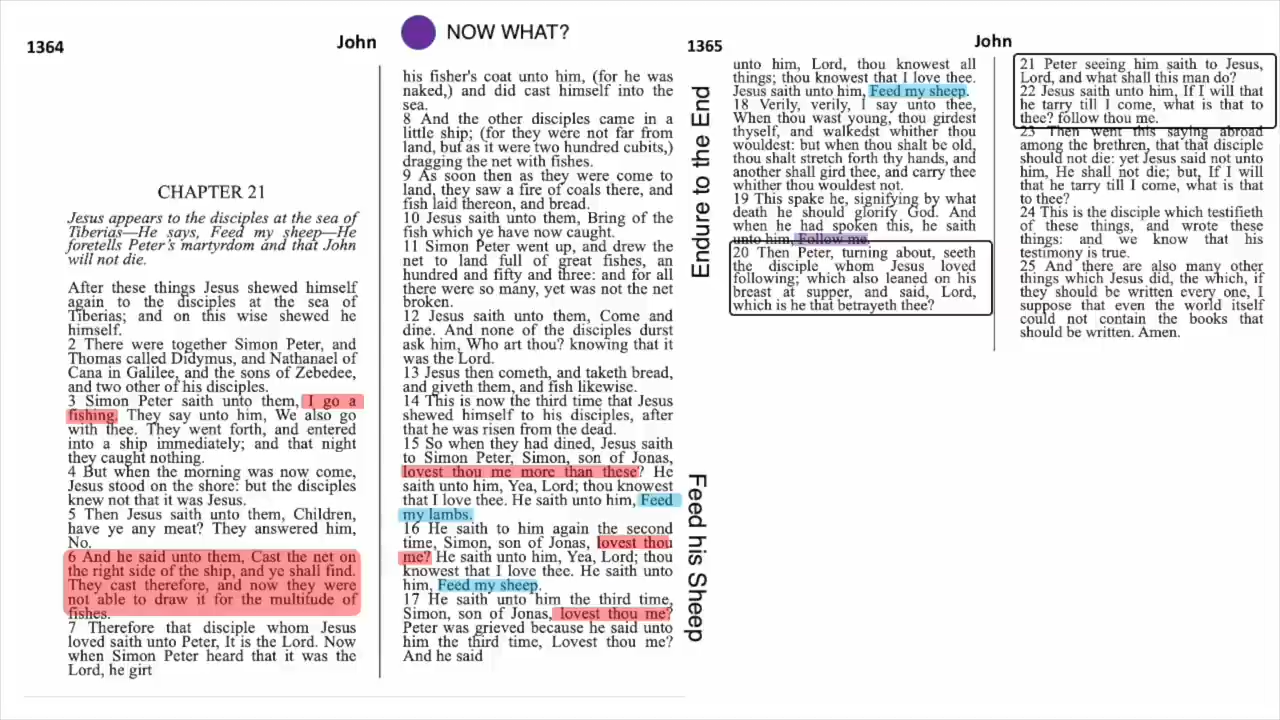 1364
John
NOW WHAT?
CHAPTER 21
Jesus appears to the disciples at the sea of
Tiberias—He says, Feed my sheep—He
foretells Peter's martyrdom and that John
will not die.
After these things Jesus shewed himself
again to the disciples at the sea of
Tiberias; and on this wise shewed he
himself.
2 There were together Simon Peter, and
Thomas called Didymus, and Nathanael of
Cana in Galilee, and the sons of Zebedee,
and two other of his disciples.
3 Simon Peter saith unto them, I go a
fishing. They say unto him, We also go
with thee. They went forth, and entered
into a ship immediately; and that night
they caught nothing.
4 But when the morning was now come,
Jesus stood on the shore: but the disciples
knew not that it was Jesus.
5 Then Jesus saith unto them, Children,
have ye any meat? They answered him,
No.
6 And he said unto them, Cast the net on
the right side of the ship, and ye shall find.
They cast therefore, and now they were
not able to draw it for the multitude of
fishes.
7 Therefore that disciple whom Jesus
loved saith unto Peter, It is the Lord. Now
when Simon Peter heard that it was the
Lord, he girt
his fisher's coat unto him, (for he was
naked,) and did cast himself into the
sea.
8 And the other disciples came in a
little ship; (for they were not far from
land, but as it were two hundred cubits,)
dragging the net with fishes.
9 As soon then as they were come to
land, they saw a fire of coals there, and
fish laid thereon, and bread.
10 Jesus saith unto them, Bring of the
fish which ye have now caught.
11 Simon Peter went up, and drew the
net to land full of great fishes, an
hundred and fifty and three: and for all
there were so many, yet was not the net
broken.
12 Jesus saith unto them, Come and
dine. And none of the disciples durst
ask him, Who art thou? knowing that it
was the Lord.
13 Jesus then cometh, and taketh bread,
and giveth them, and fish likewise.
14 This is now the third time that Jesus
shewed himself to his disciples, after
that he was risen from the dead.
15 So when they had dined, Jesus saith
to Simon Peter, Simon, son of Jonas,
lovest thou me more than these? He
saith unto him, Yea, Lord; thou knowest
that I love thee. He saith unto him, Feed
my lambs.
16 He saith to him again the second
time, Simon, son of Jonas, lovest thou
me? He saith unto him, Yea, Lord; thou
knowest that I love thee. He saith unto
him, Feed my sheep.
17 He saith unto him the third time,
Simon, son of Jonas, lovest thou me?
Peter was grieved because he said unto
him the third time, Lovest thou me?
And he said
1365
John
Endure to the End
Feed his Sheep
unto him, Lord, thou knowest all
things; thou knowest that I love thee.
Jesus saith unto him, Feed my sheep.
18 Verily, verily, I say unto thee,
When thou wast young, thou girdest
thyself, and walkedst whither thou
wouldest: but when thou shalt be old,
thou shalt stretch forth thy hands, and
another shall gird thee, and carry thee
whither thou wouldest not.
19 This spake he, signifying by what
death he should glorify God. And
when he had spoken this, he saith
unto him, Follow me.
20 Then Peter, turning about, seeth
the disciple whom Jesus loved
following; which also leaned on his
breast at supper, and said, Lord,
which is he that betrayeth thee?
21 Peter seeing him saith to Jesus,
Lord, and what shall this man do?
22 Jesus saith unto him, If I will that
he tarry till I come, what is that to
thee? follow thou me.
23 Then went this saying abroad
among the brethren, that that disciple
should not die: yet Jesus said not unto
him, He shall not die; but, If I will
that he tarry till I come, what is that
to thee?
24 This is the disciple which testifieth
of these things, and wrote these
things: and we know that his
testimony is true.
25 And there are also many other
things which Jesus did, the which, if
they should be written every one, I
suppose that even the world itself
could not contain the books that
should be written. Amen.